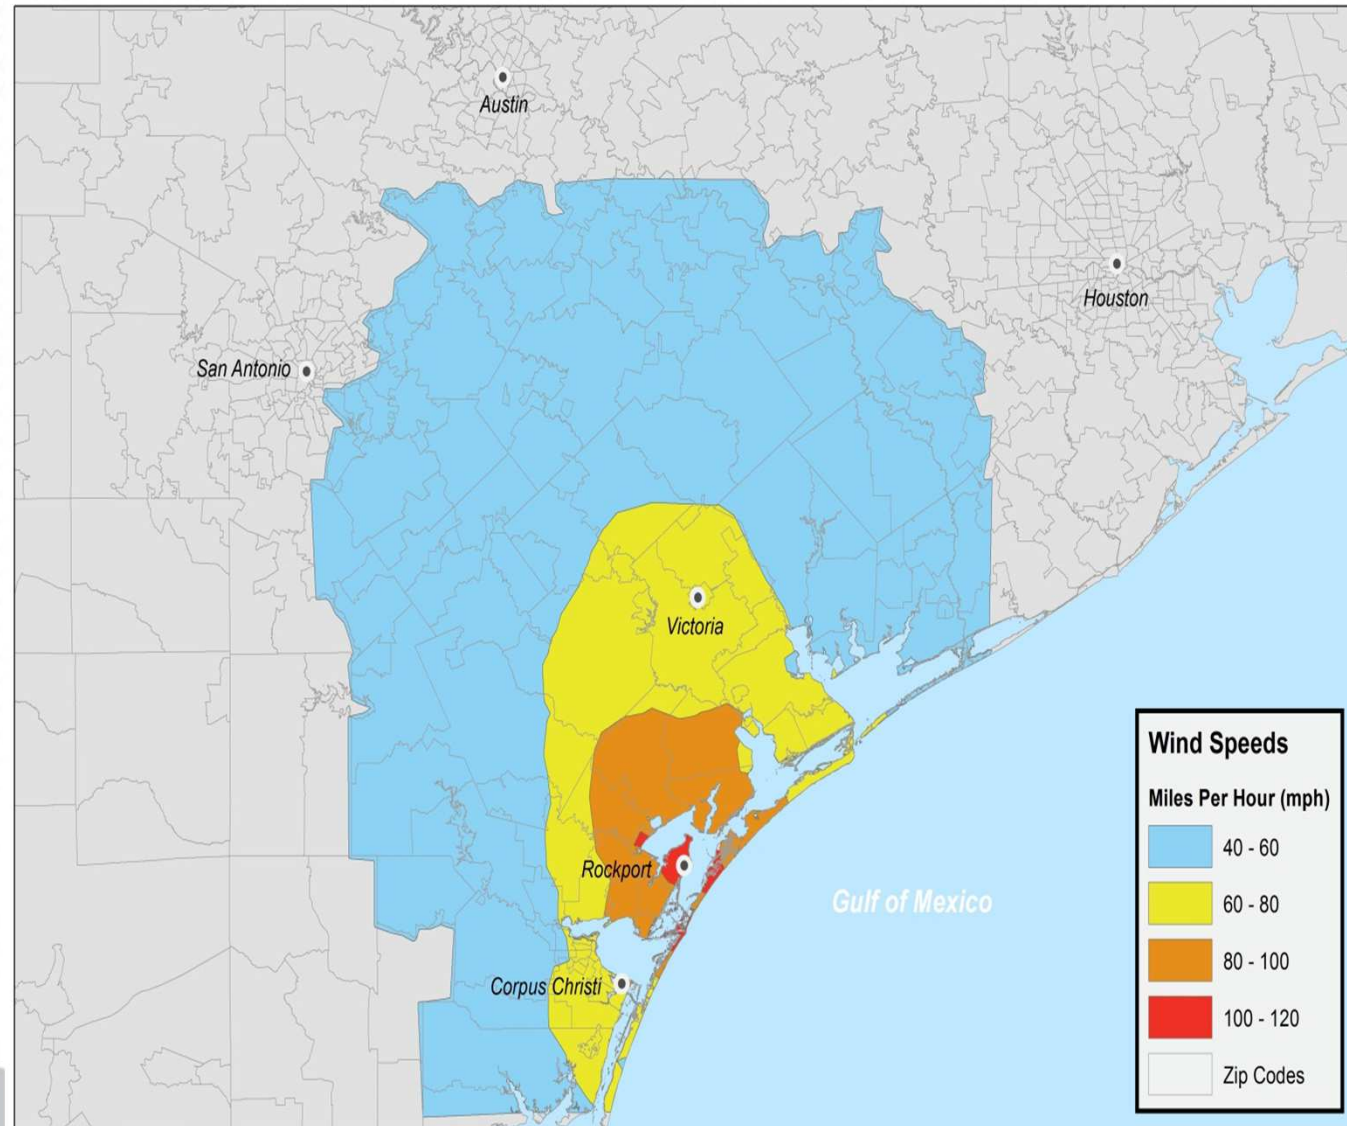 Austin
Houston
San Antonio
Victoria
Rockport
Gulf of Mexico
Corpus Christi
Wind Speeds
Miles Per Hour (mph)
40 - 60
60 - 80
80 - 100
100 - 120
Zip Codes